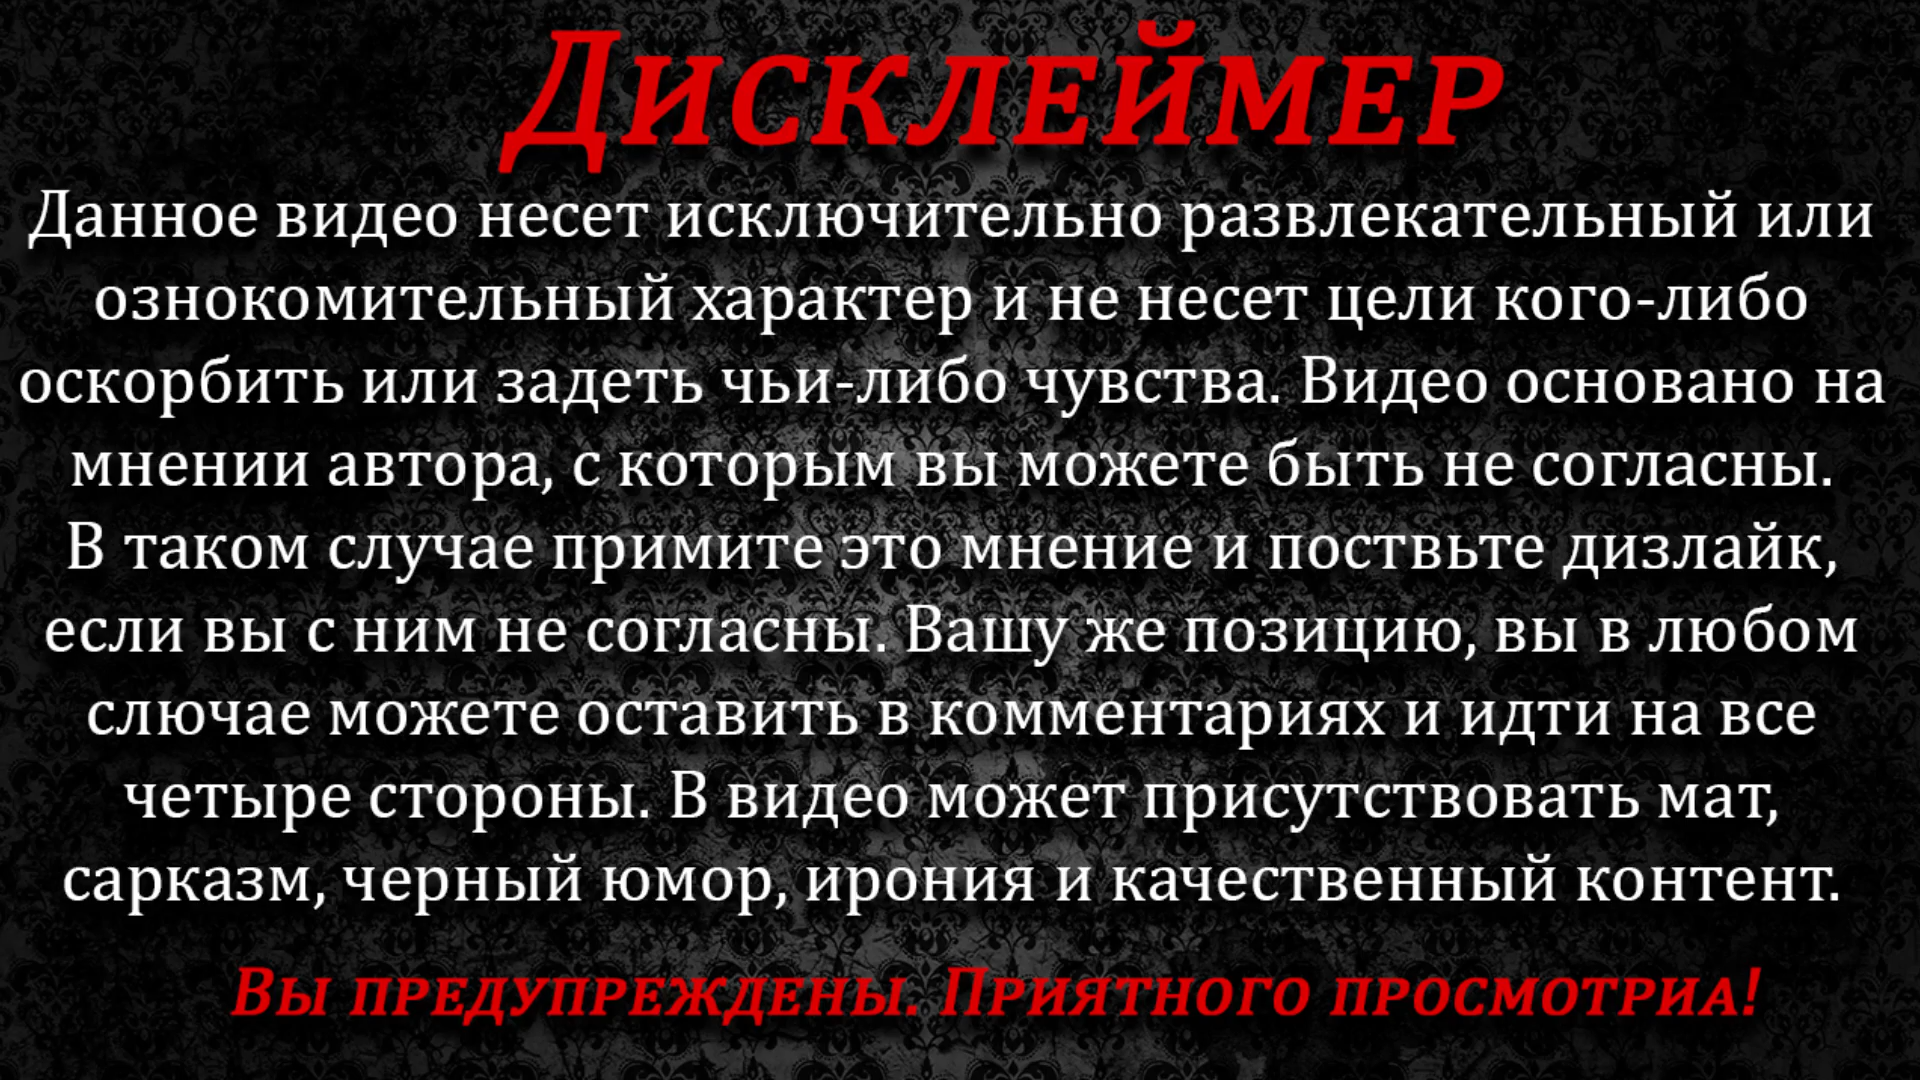 Дисклеймер
Данное видео несет исключительно развлекательный или
ознокомительный характер и не несет цели кого-либо
оскорбить или задеть чьи-либо чувства. Видео основано на
мнении автора, с которым вы можете быть не согласны.
В таком случае примите это мнение и поствьте дизлайк,
если вы с ним не согласны. Вашу же позицию, вы в любом
слючае можете оставить в комментариях и идти на все
четыре стороны. В видео может присутствовать мат,
сарказм, черный юмор, ирония и качественный контент.
Вы предупреждены. Приятного просмотриа!